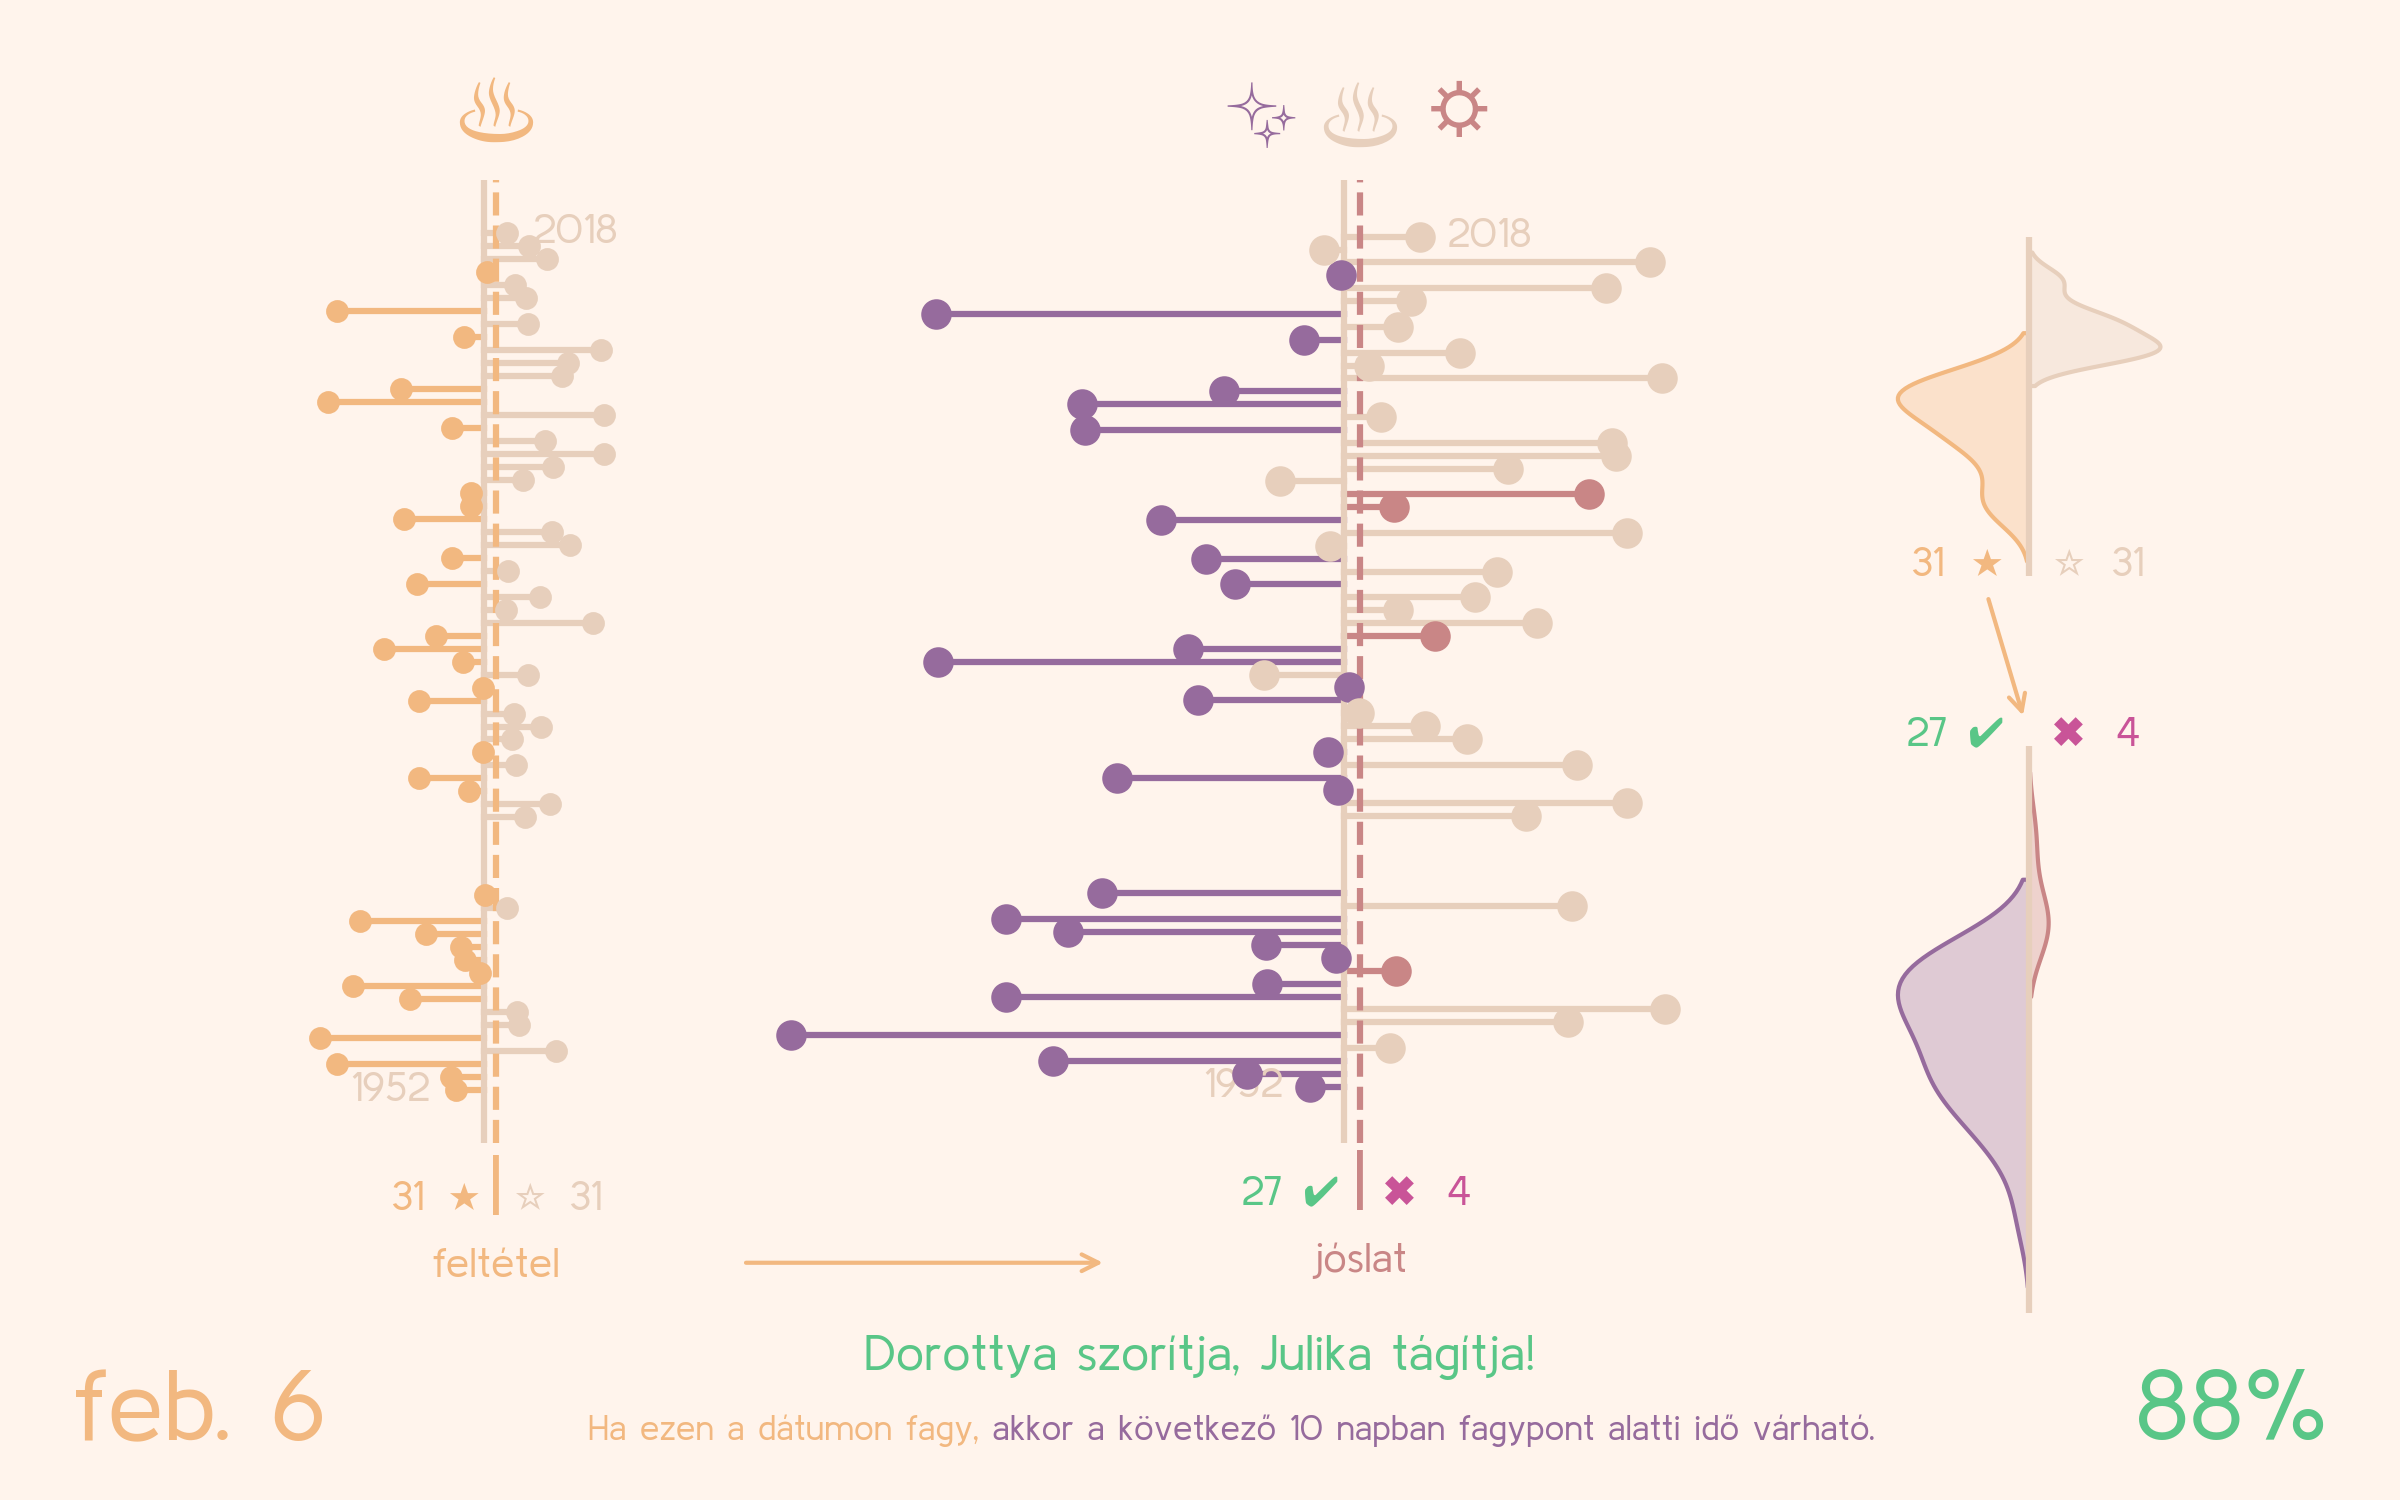 2018
2018
31 ★ ☆ 31
27 ✔ ✖ 4
1952
1952
31 ★ ☆ 31
27 ✔ ✖ 4
feltétel
jóslat
Dorottya szorítja, Julika tágítja!
feb. 6
Ha ezen a dátumon fagy, akkor a következő 10 napban fagypont alatti idő várható.
88%